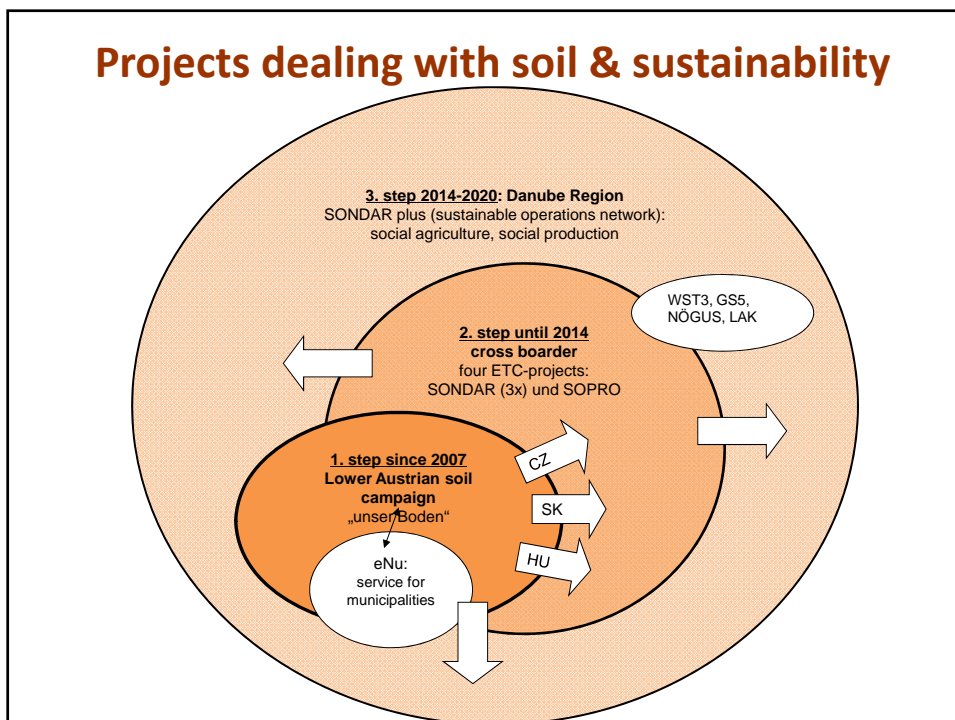 Projects dealing with soil & sustainability
3. step 2014-2020: Danube Region
SONDAR plus (sustainable operations network):
social agriculture, social production
WST3, GS5,
NÖGUS, LAK
2. step until 2014
cross boarder
four ETC-projects:
SONDAR (3x) und SOPRO
1. step since 2007
Lower Austrian soil
campaign
„unser Boden“
CZ
SK
HU
eNu:
service for
municipalities